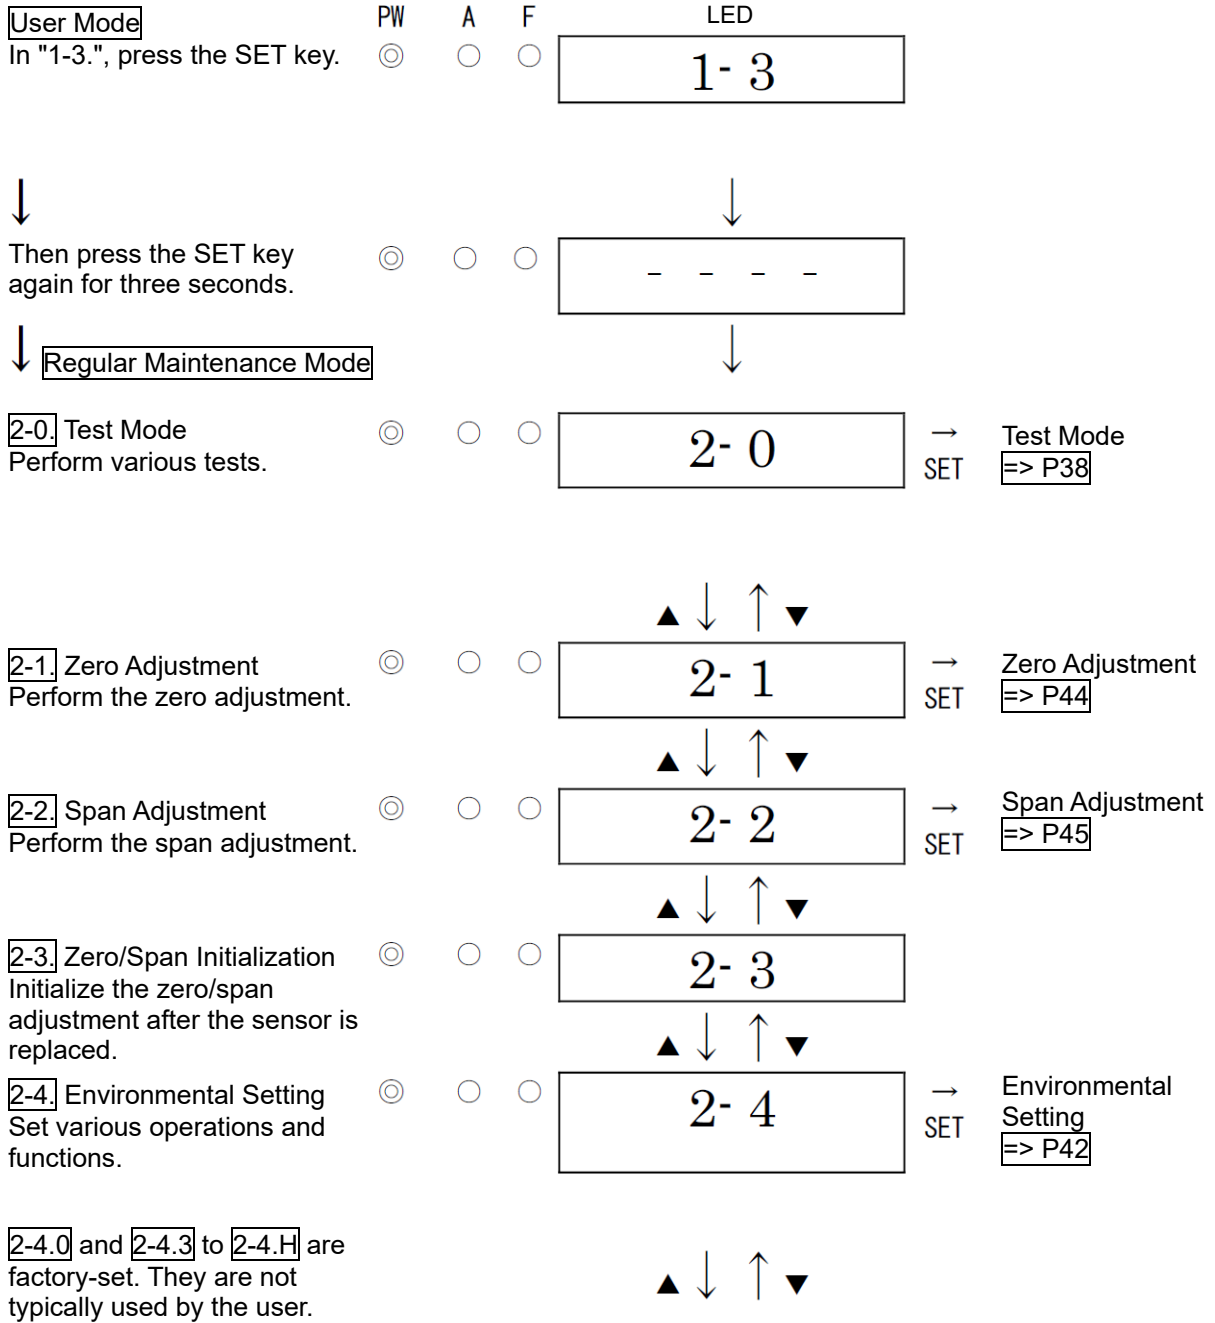 User Mode PW A F LED
In "1-3.", press the SET key. ◎ ○ ○ 1- 3
↓ ↓
Then press the SET key
again for three seconds. ◎ ○ ○ - - - -
↓ Regular Maintenance Mode ↓
2-0. Test Mode ◎ ○ ○ 2- 0 → Test Mode
Perform various tests. SET => P38
▲ ↓ ↑ ▼
2-1. Zero Adjustment ◎ ○ ○ 2- 1 → Zero Adjustment
Perform the zero adjustment. SET => P44
▲ ↓ ↑ ▼
2-2. Span Adjustment ◎ ○ ○ 2- 2 → Span Adjustment
Perform the span adjustment. SET => P45
▲ ↓ ↑ ▼
2-3. Zero/Span Initialization ◎ ○ ○ 2- 3
Initialize the zero/span
adjustment after the sensor is
replaced.
▲ ↓ ↑ ▼
2-4. Environmental Setting ◎ ○ ○ 2- 4 → Environmental
Set various operations and SET Setting
functions. => P42
2-4.0 and 2-4.3 to 2-4.H are
factory-set. They are not
typically used by the user. ▲ ↓ ↑ ▼